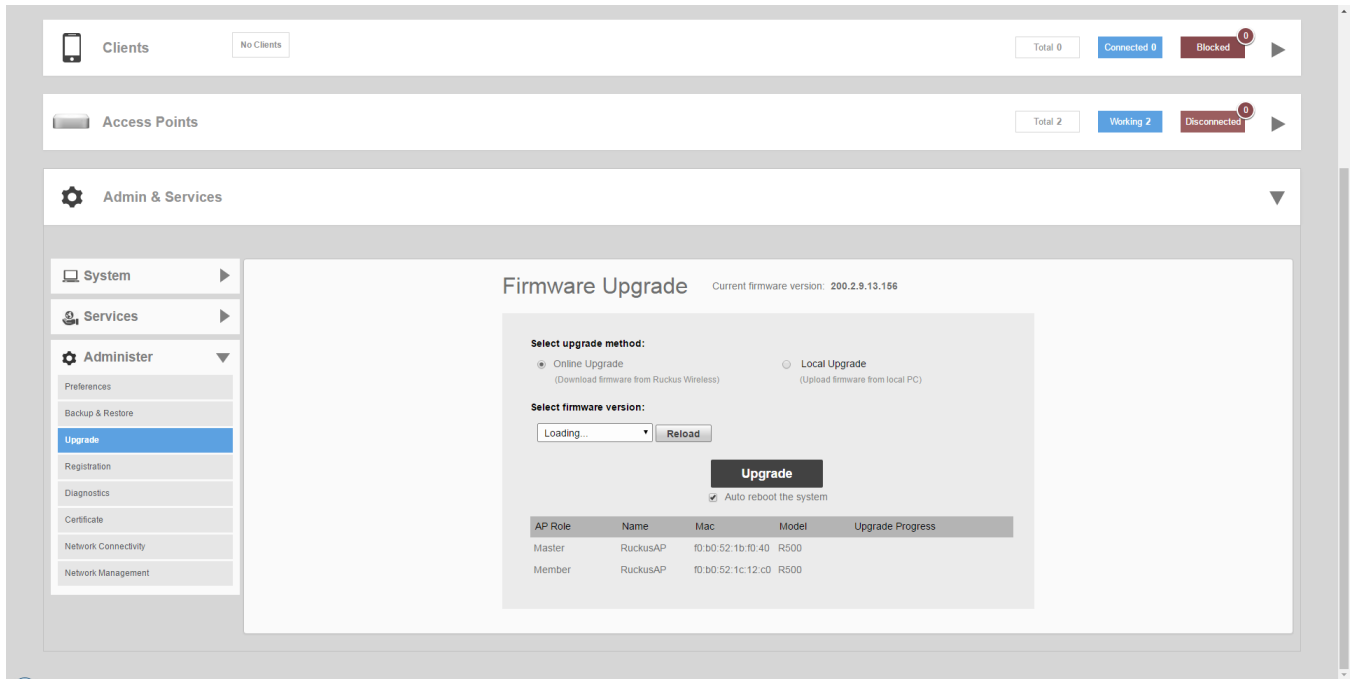 Clients No Clients Total 0 Connected 0 Blocked 0
Access Points Total 2 Working 2 Disconnected 0
Admin & Services
System
Services
Administer
Preferences
Backup & Restore
Upgrade
Registration
Diagnostics
Certificate
Network Connectivity
Network Management
Firmware Upgrade Current firmware version: 200.2.9.13.156
Select upgrade method:
Online Upgrade Local Upgrade
(Download firmware from Ruckus Wireless) (Upload firmware from local PC)
Select firmware version:
Loading... Reload
Upgrade
Auto reboot the system
AP Role Name Mac Model Upgrade Progress
Master RuckusAP f0:b0:52:1b:f0:40 R500
Member RuckusAP f0:b0:52:1c:12:c0 R500